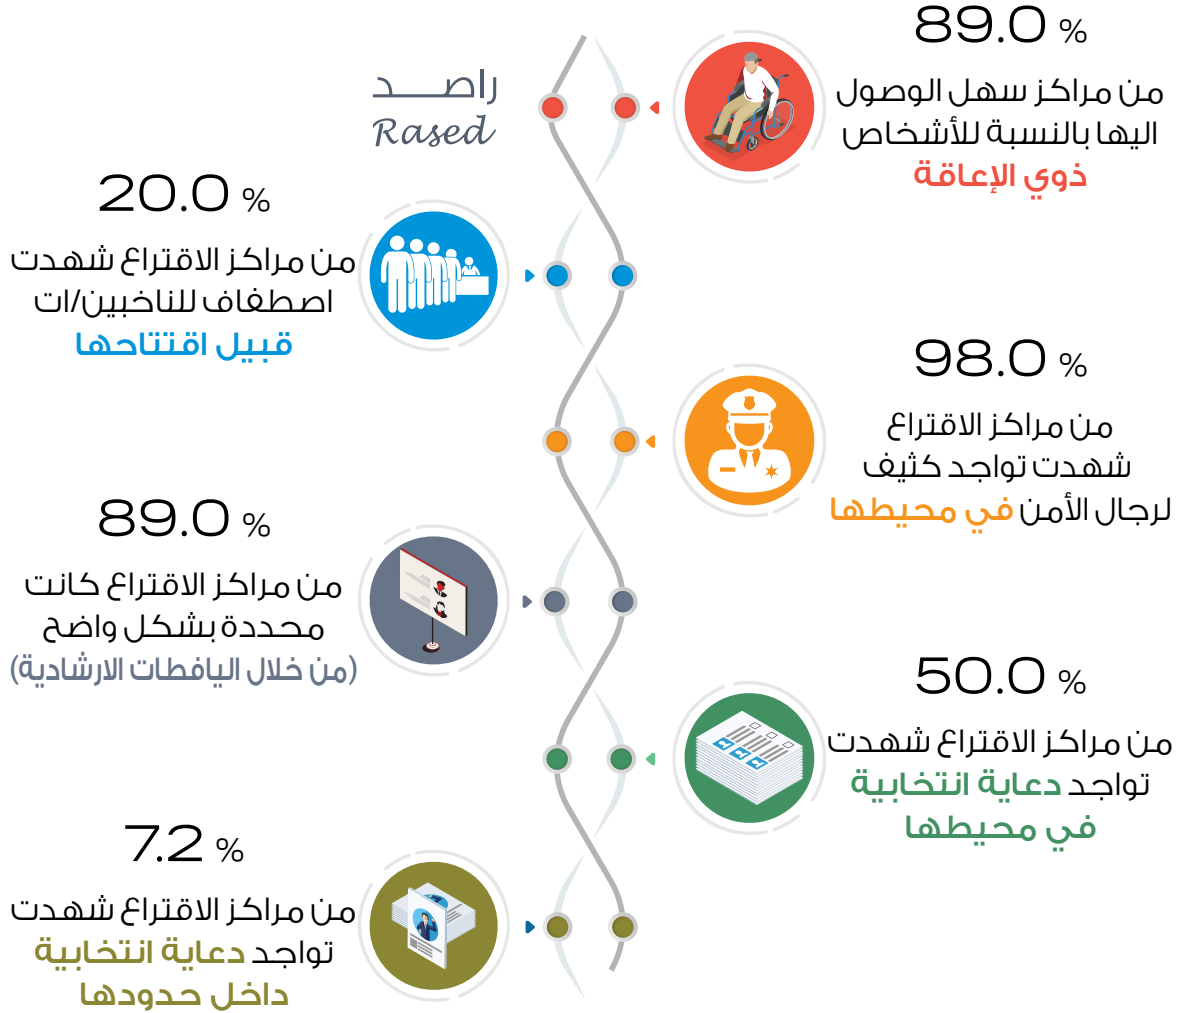 راصد
Rased
89.0 %
من مراكز سهل الوصول
اليها بالنسبة للأشخاص
ذوي الإعاقة
20.0 %
من مراكز الاقتراع شهدت
اصطفاف للناخبين/ات
قبيل اقتتاحها
98.0 %
من مراكز الاقتراع
شهدت تواجد كثيف
لرجال الأمن في محيطها
89.0 %
من مراكز الاقتراع كانت
محددة بشكل واضح
(من خلال اليافطات الارشادية)
50.0 %
من مراكز الاقتراع شهدت
تواجد دعاية انتخابية
في محيطها
7.2 %
من مراكز الاقتراع شهدت
تواجد دعاية انتخابية
داخل حدودها